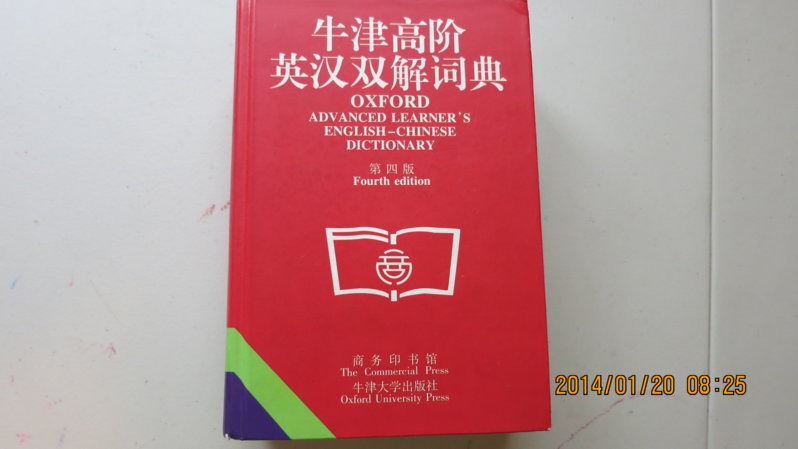 牛津高阶
英汉双解词典
OXFORD
ADVANCED LEARNER'S
ENGLISH-CHINESE
DICTIONARY
第四版
Fourth edition
商
商务印书馆
The Commercial Press
牛津大学出版社
Oxford University Press
2014/01/20 08:25